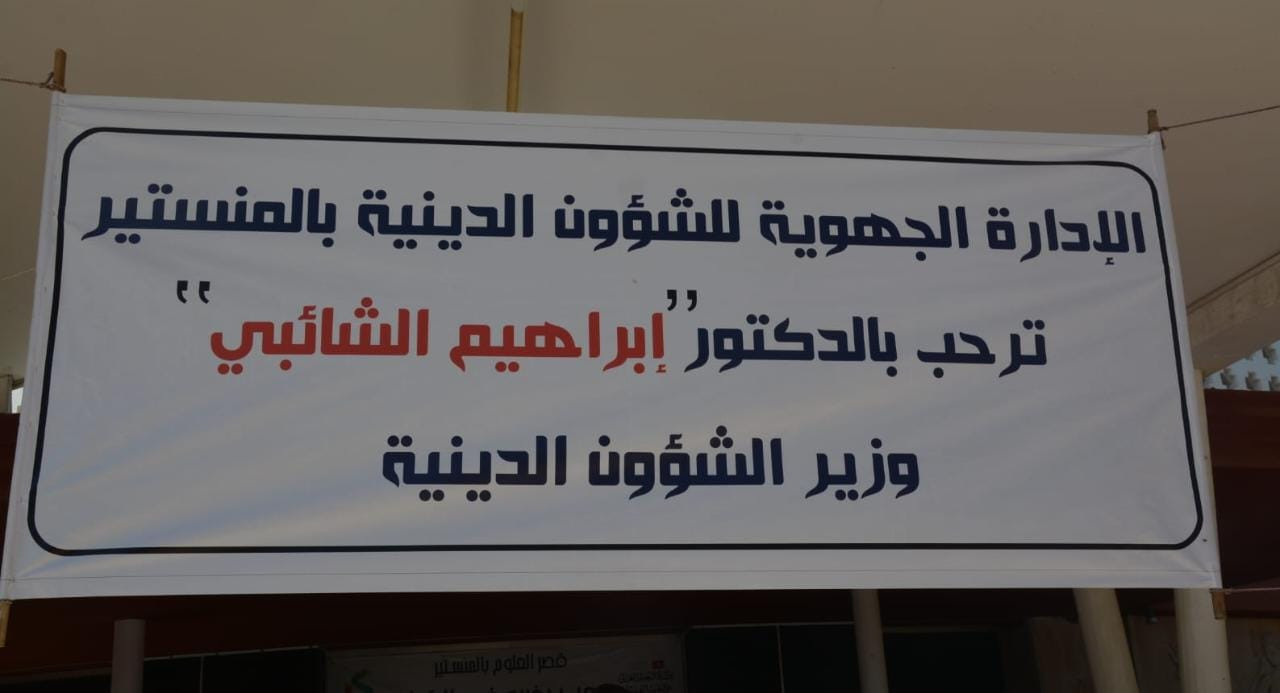 الإدارة الجهوية للشؤون الدينية بالمنستير
ترحب بالدكتور "إبراهيم الشائبي"
وزير الشؤون الدينية
قصر العلوم بالمنستير